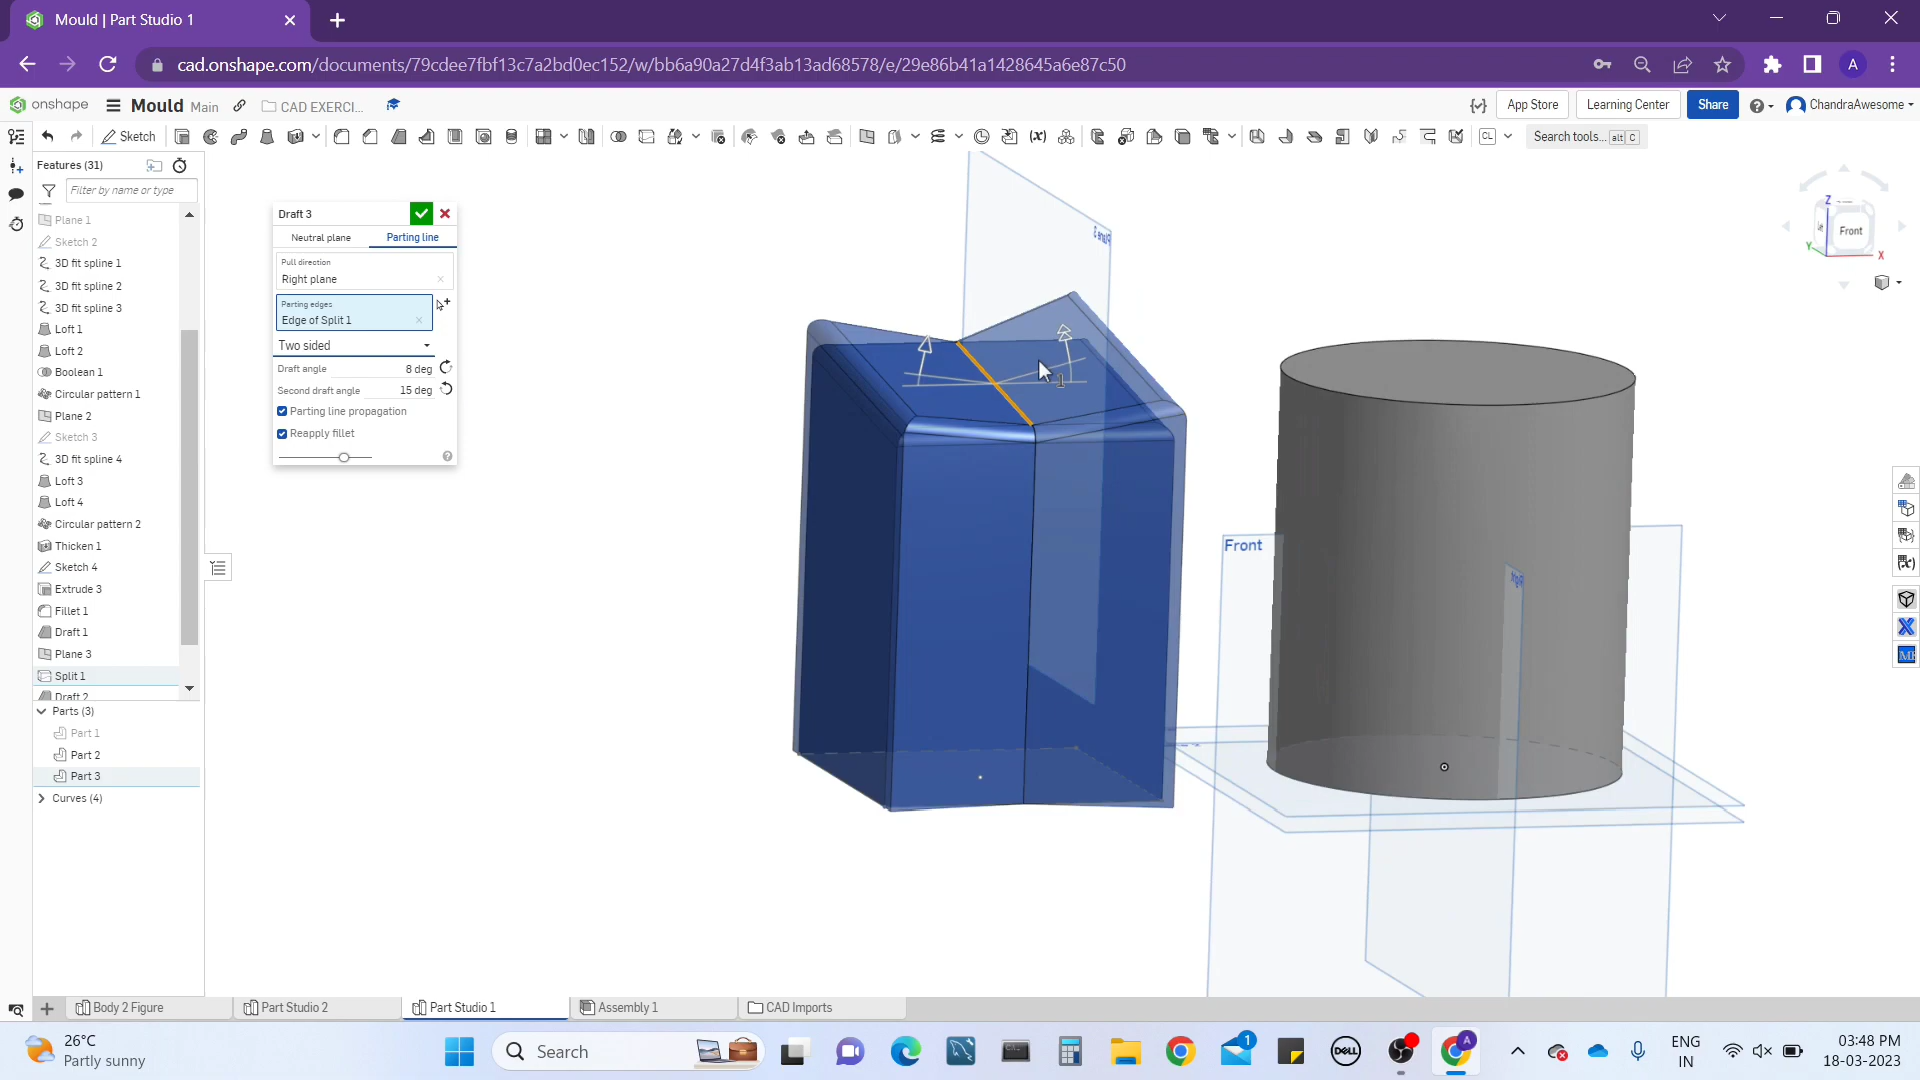 Mould | Part Studio 1
cad.onshape.com/documents/79cdee7fbf13c7a2bd0ec152/w/bb6a90a27d4f3ab13ad68578/e/29e86b41a1428645a6e87c50
A
onshape
Mould Main
CAD EXERCI...
App Store
Learning Center
Share
ChandraAwesome
Sketch
CL
Search tools... alt C
Features (31)
Filter by name or type
Plane 1
Sketch 2
3D fit spline 1
3D fit spline 2
3D fit spline 3
Loft 1
Loft 2
Boolean 1
Circular pattern 1
Plane 2
Sketch 3
3D fit spline 4
Loft 3
Loft 4
Circular pattern 2
Thicken 1
Sketch 4
Extrude 3
Fillet 1
Draft 1
Plane 3
Split 1
Draft 2
Parts (3)
Part 1
Part 2
Part 3
Curves (4)
Draft 3
Neutral plane
Parting line
Pull direction
Right plane
Parting edges
Edge of Split 1
Two sided
Draft angle 8 deg
Second draft angle 15 deg
Parting line propagation
Reapply fillet
Plane 3
1
Front
Right
Z
Front
Y
X
Body 2 Figure
Part Studio 2
Part Studio 1
Assembly 1
CAD Imports
26°C
Partly sunny
Search
DELL
1
A
ENG
IN
03:48 PM
18-03-2023